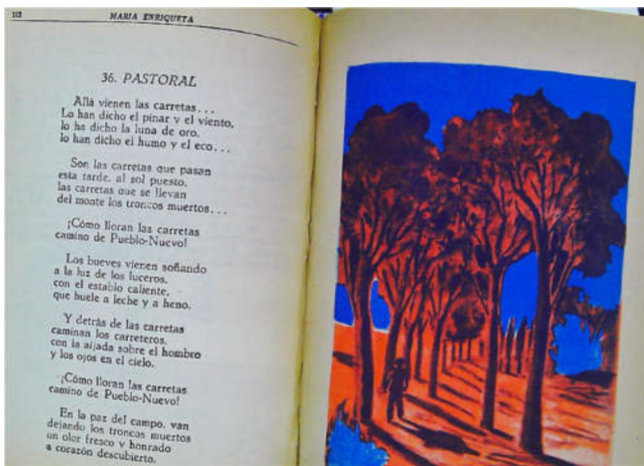 112 MARIA ENRIQUETA
36. PASTORAL
Allá vienen las carretas...
Lo han dicho el pinar y el viento,
lo ha dicho la luna de oro,
lo han dicho el humo y el eco...
Son las carretas que pasan
esta tarde, al sol puesto,
las carretas que se llevan
del monte los troncos muertos...
¡Cómo lloran las carretas
camino de Pueblo-Nuevo!
Los bueyes vienen soñando
a la luz de los luceros,
con el establo caliente,
que huele a leche y a heno.
Y detrás de las carretas
caminan los carreteros,
con la aijada sobre el hombro
y los ojos en el cielo.
¡Cómo lloran las carretas
camino de Pueblo-Nuevo!
En la paz del campo, van
dejando los troncos muertos
un olor fresco y honrado
a corazón descubierto.